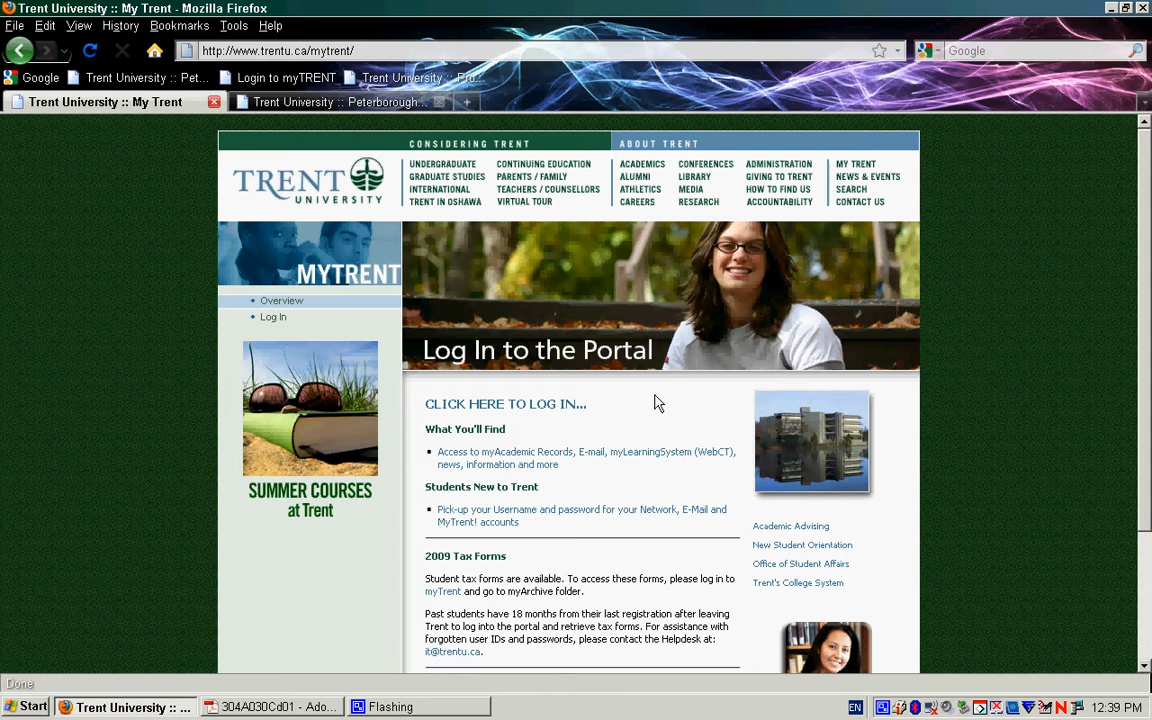 Trent University :: My Trent - Mozilla Firefox
File Edit View History Bookmarks Tools Help
http://www.trentu.ca/mytrent/
Google
Google Trent University :: Pet... Login to myTRENT Trent University :: Pro...
Trent University :: My Trent Trent University :: Peterborough...
CONSIDERING TRENT ABOUT TRENT
TRENT
UNIVERSITY
UNDERGRADUATE CONTINUING EDUCATION ACADEMICS CONFERENCES ADMINISTRATION MY TRENT
GRADUATE STUDIES PARENTS / FAMILY ALUMNI LIBRARY GIVING TO TRENT NEWS & EVENTS
INTERNATIONAL TEACHERS / COUNSELLORS ATHLETICS MEDIA HOW TO FIND US SEARCH
TRENT IN OSHAWA VIRTUAL TOUR CAREERS RESEARCH ACCOUNTABILITY CONTACT US
MYTRENT
Overview
Log In
SUMMER COURSES
at Trent
Log In to the Portal
CLICK HERE TO LOG IN...
What You'll Find
Access to myAcademic Records, E-mail, myLearningSystem (WebCT),
news, information and more
Students New to Trent
Pick-up your Username and password for your Network, E-Mail and
MyTrent! accounts
2009 Tax Forms
Student tax forms are available. To access these forms, please log in to
myTrent and go to myArchive folder.
Past students have 18 months from their last registration after leaving
Trent to log into the portal and retrieve tax forms. For assistance with
forgotten user IDs and passwords, please contact the Helpdesk at:
it@trentu.ca.
Academic Advising
New Student Orientation
Office of Student Affairs
Trent's College System
Done
Start Trent University :: ... 304A030Cd01 - Ado... Flashing EN 12:39 PM